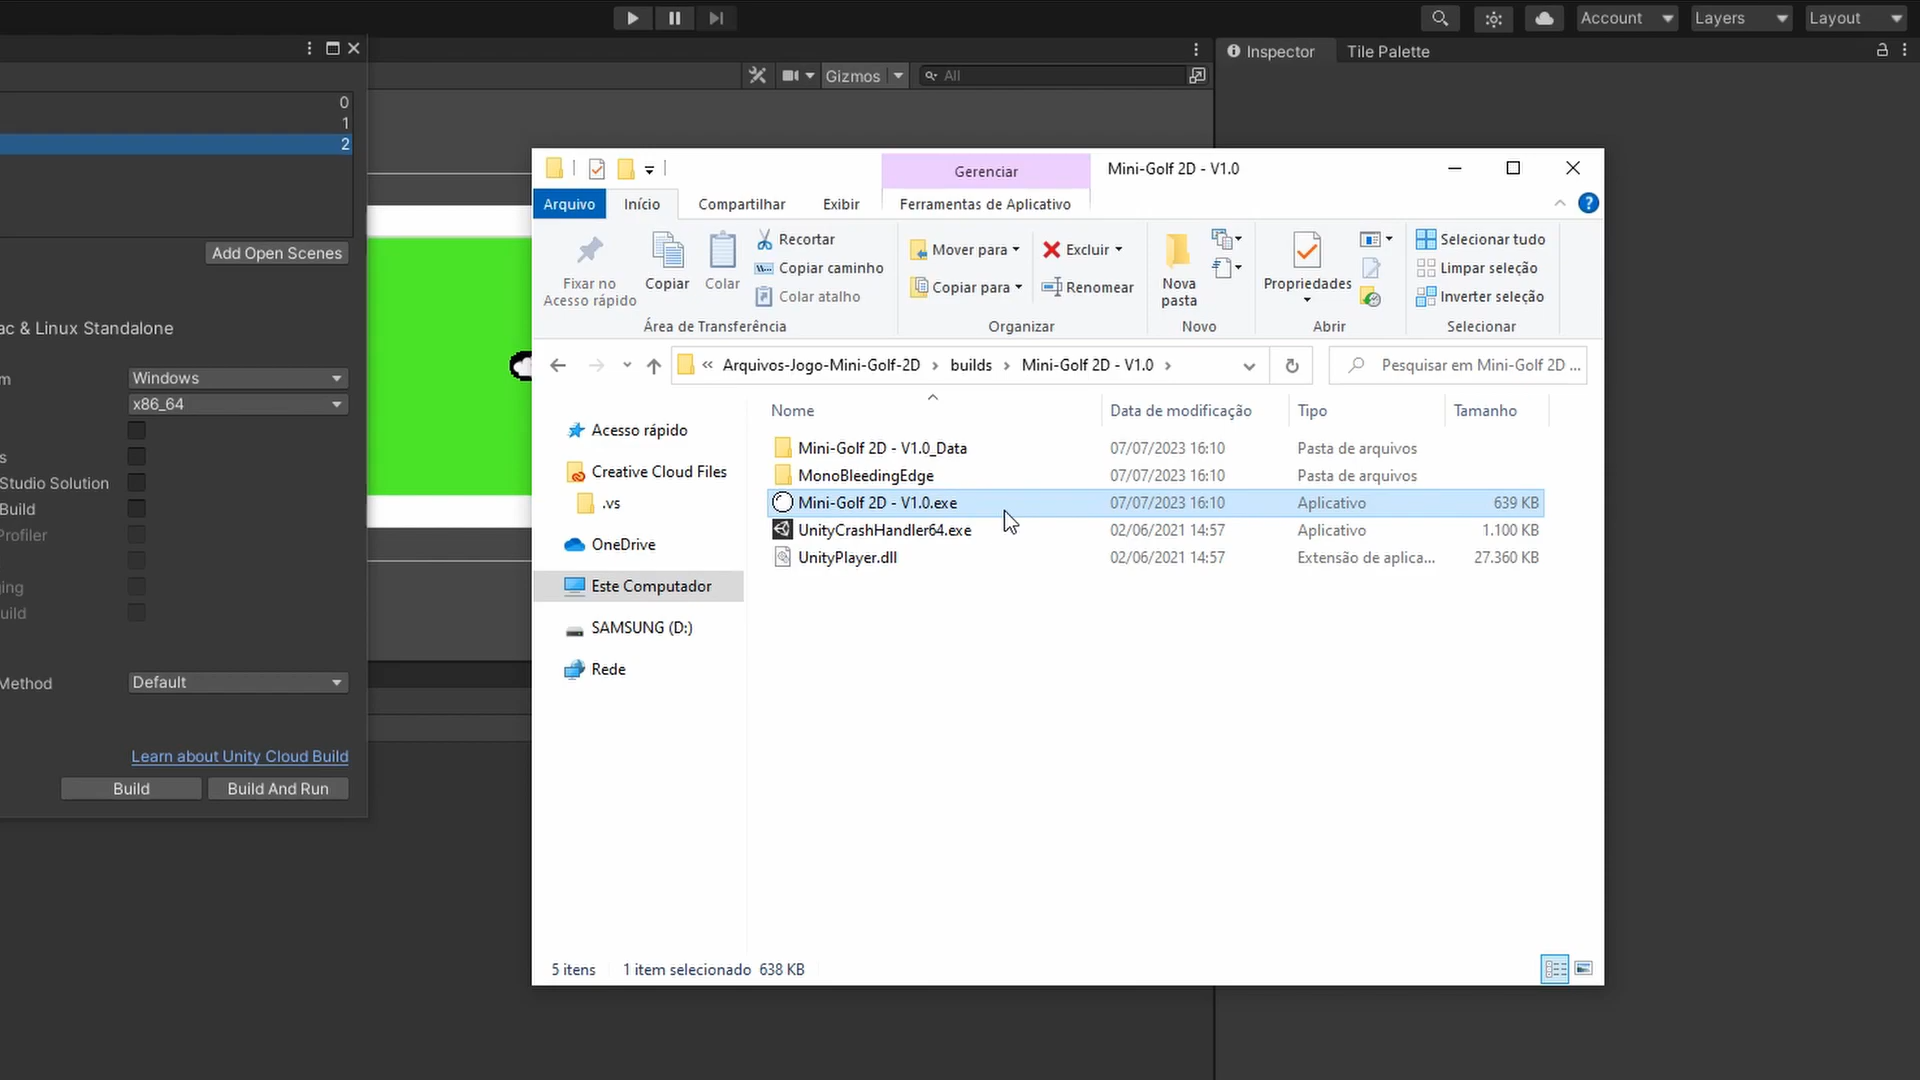 Account
Layers
Layout
Inspector
Tile Palette
Gizmos
All
0
1
2
Add Open Scenes
ac & Linux Standalone
m
Windows
x86_64
s
Studio Solution
Build
Profiler
ging
uild
Method
Default
Learn about Unity Cloud Build
Build
Build And Run
Gerenciar
Mini-Golf 2D - V1.0
Arquivo
Início
Compartilhar
Exibir
Ferramentas de Aplicativo
Fixar no
Acesso rápido
Copiar
Colar
Recortar
Copiar caminho
Colar atalho
Área de Transferência
Mover para
Copiar para
Excluir
Renomear
Organizar
Nova
pasta
Novo
Propriedades
Abrir
Selecionar tudo
Limpar seleção
Inverter seleção
Selecionar
« Arquivos-Jogo-Mini-Golf-2D > builds > Mini-Golf 2D - V1.0 >
Pesquisar em Mini-Golf 2D ...
Acesso rápido
Creative Cloud Files
.vs
OneDrive
Este Computador
SAMSUNG (D:)
Rede
Nome Data de modificação Tipo Tamanho
Mini-Golf 2D - V1.0_Data 07/07/2023 16:10 Pasta de arquivos
MonoBleedingEdge 07/07/2023 16:10 Pasta de arquivos
Mini-Golf 2D - V1.0.exe 07/07/2023 16:10 Aplicativo 639 KB
UnityCrashHandler64.exe 02/06/2021 14:57 Aplicativo 1.100 KB
UnityPlayer.dll 02/06/2021 14:57 Extensão de aplica... 27.360 KB
5 itens 1 item selecionado 638 KB